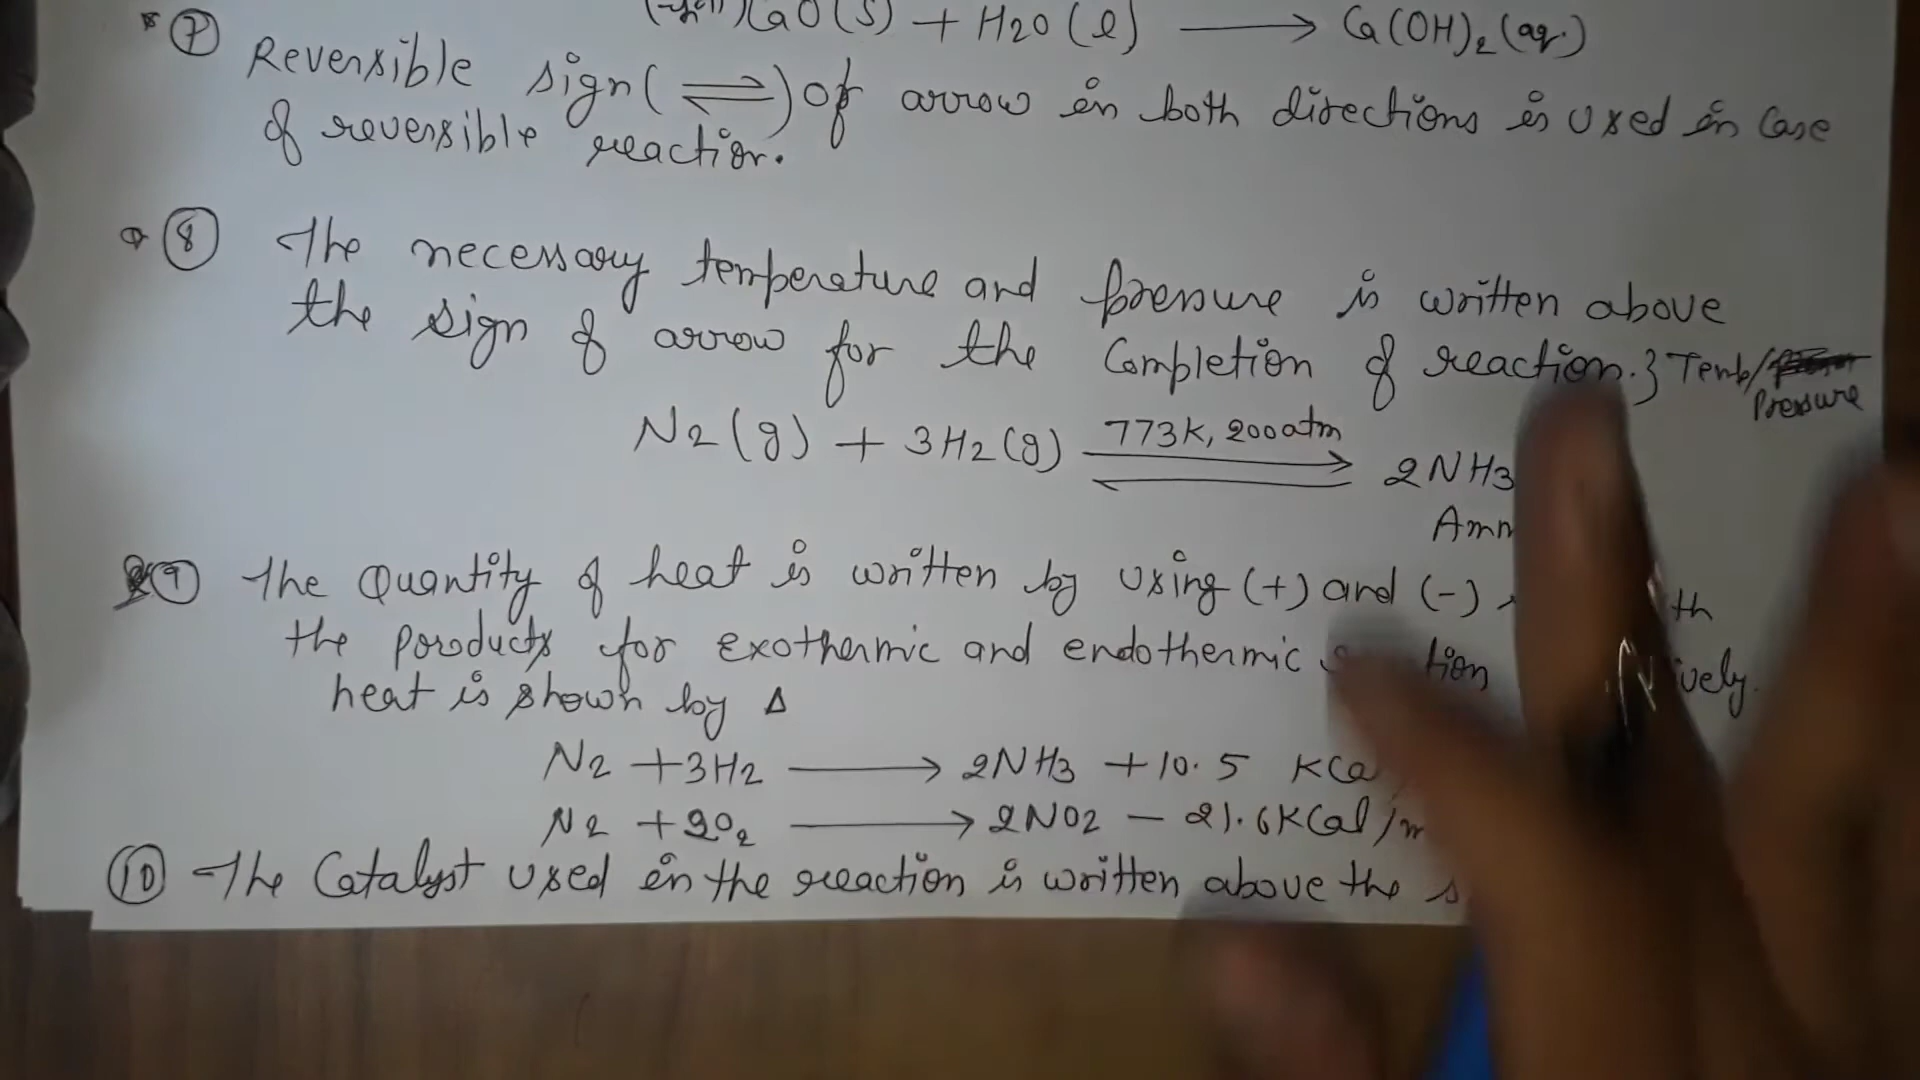 CaO(s) + H2O(l) ⟶ Ca(OH)2(aq.)
⑦ Reversible sign(⇌) of arrow in both directions is used in Case
of reversible reaction.
⑧ The necessary temperature and pressure is written above
the sign of arrow for the Completion of reaction.} Temp/
Pressure
N2(g) + 3H2(g) 773K, 200atm ⇌ 2NH3
Amm
⑨ The Quantity of heat is written by using (+) and (-)
the products for exothermic and endothermic
heat is shown by Δ
N2 + 3H2 ⟶ 2NH3 + 10.5 KCa
N2 + 2O2 ⟶ 2NO2 − 21.6KCal/m
⑩ The Catalyst used in the reaction is written above the s